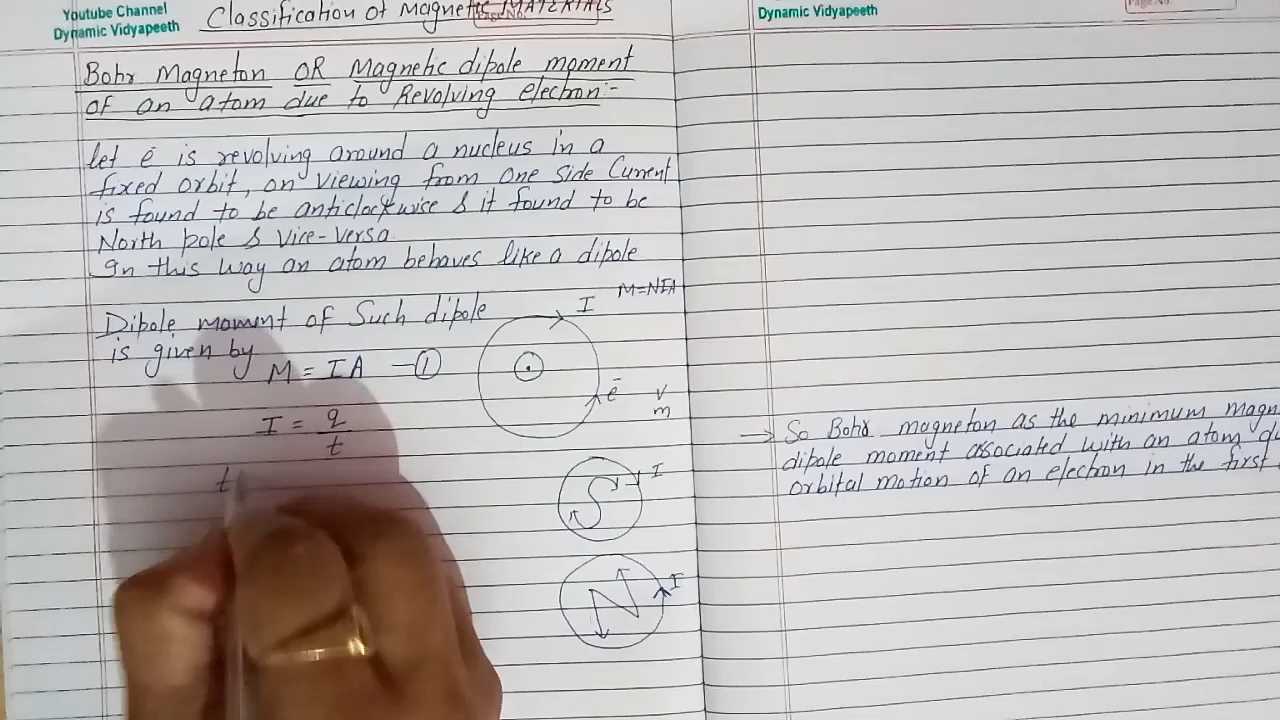 Youtube Channel
Dynamic Vidyapeeth
Classification of Magnetic MATERIALS
Bohr Magneton OR Magnetic dipole moment
of an atom due to Revolving electron:-
Let ē is revolving around a nucleus in a
fixed orbit, on viewing from one side Current
is found to be anticlockwise & it found to be
North pole & Vice-Versa
In this way an atom behaves like a dipole
Dipole moment of Such dipole
is given by
M = IA —①
I = q/t
t
M=NIA
I
ē
V
m
S
I
N
I
Dynamic Vidyapeeth
→ So Bohr magneton as the minimum
dipole moment associated with an atom
orbital motion of an electron in the first